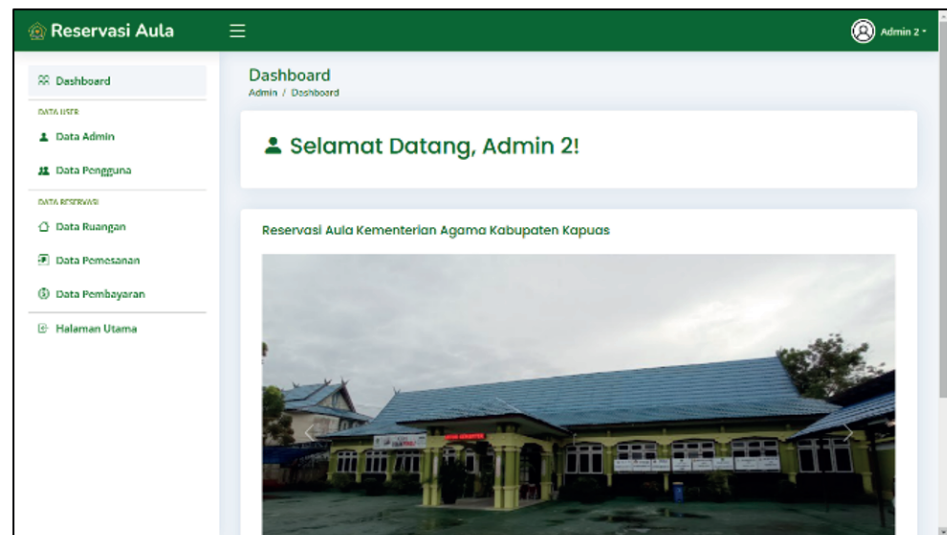 Reservasi Aula
Admin 2
Dashboard
DATA USER
Data Admin
Data Pengguna
DATA RESERVASI
Data Ruangan
Data Pemesanan
Data Pembayaran
Halaman Utama
Dashboard
Admin / Dashboard
Selamat Datang, Admin 2!
Reservasi Aula Kementerian Agama Kabupaten Kapuas